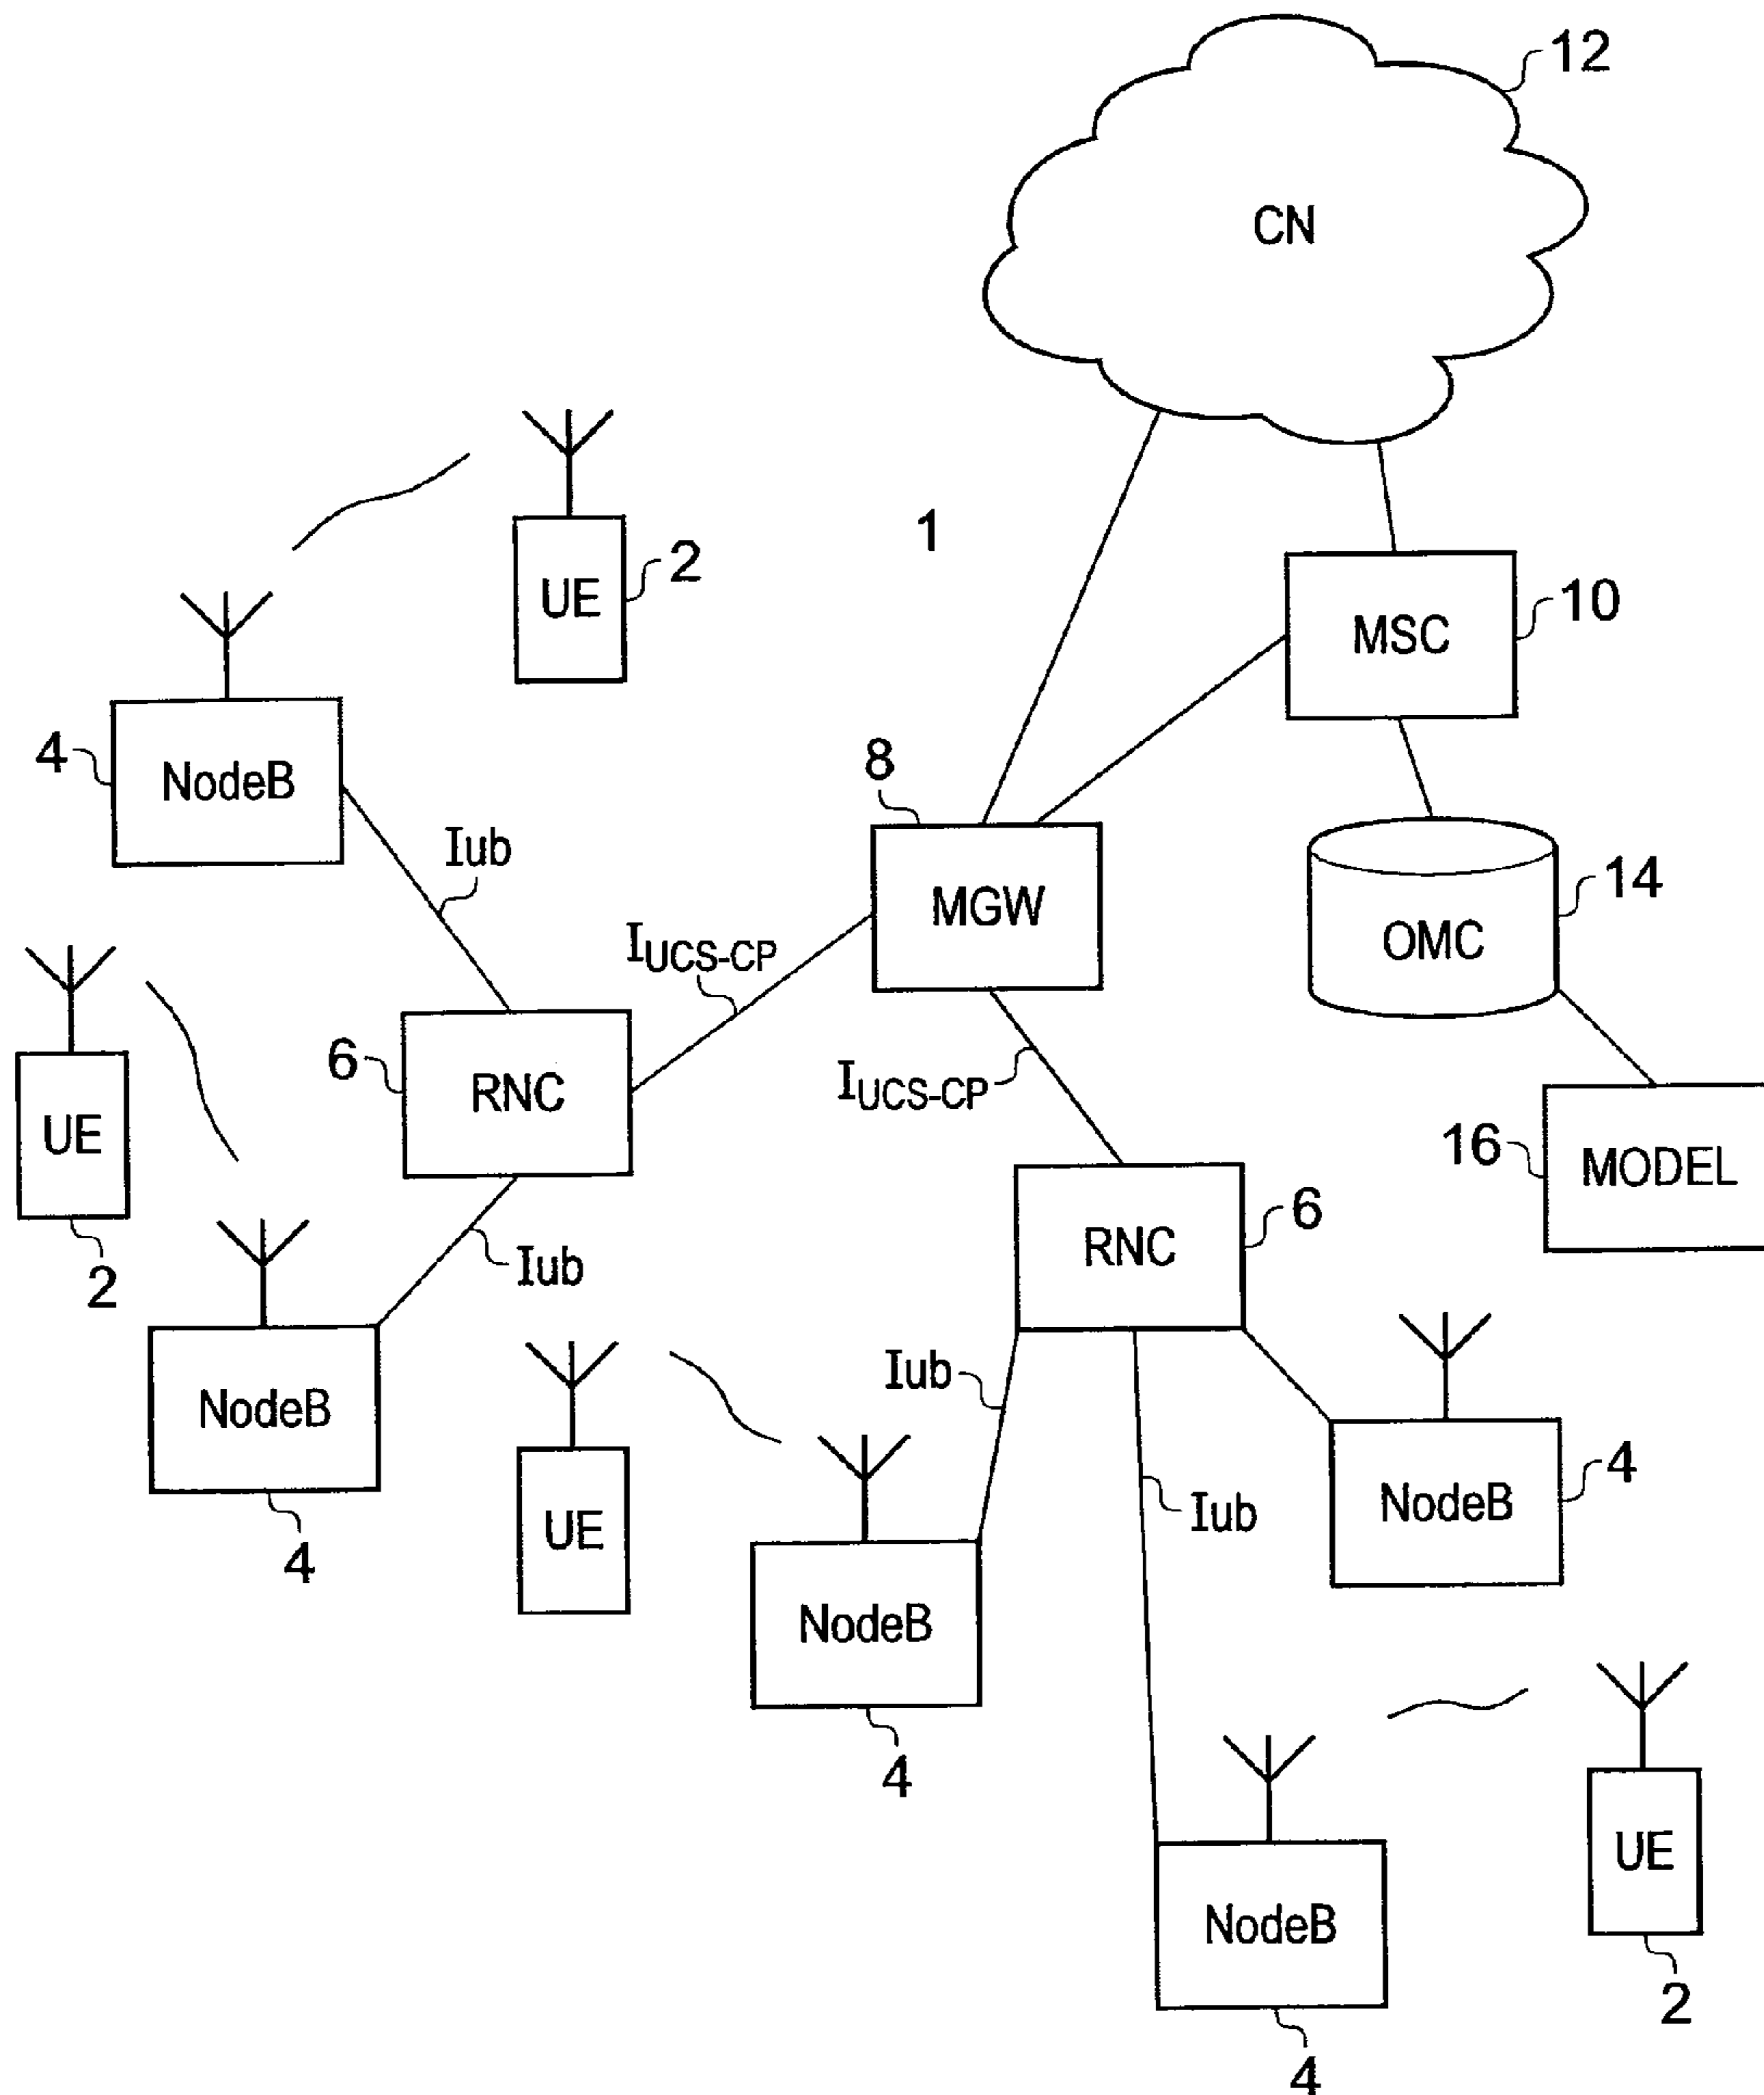 12
CN
1
UE
2
MSC
10
4
NodeB
8
Iub
MGW
14
OMC
IUCS-CP
6
RNC
IUCS-CP
UE
2
16
MODEL
RNC
6
Iub
NodeB
4
Iub
UE
Iub
NodeB
4
NodeB
4
UE
2
NodeB
4